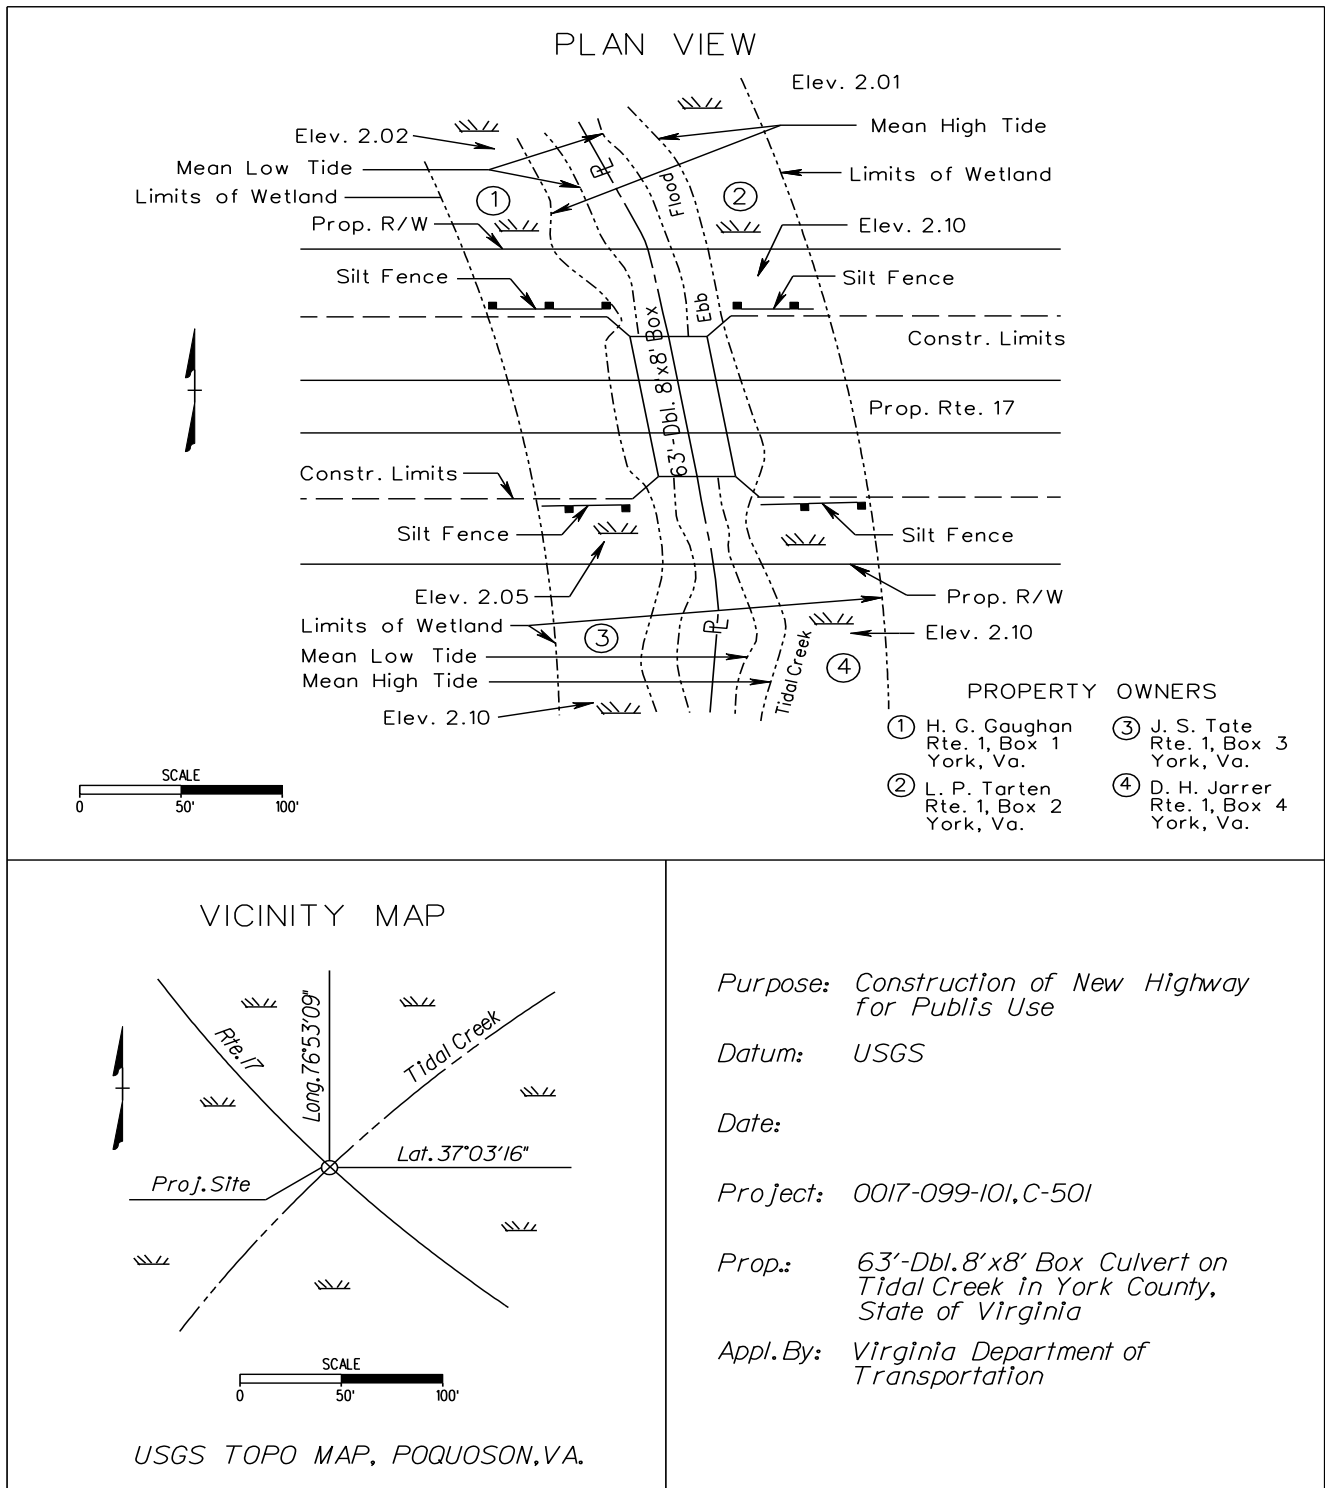 PLAN VIEW
Elev. 2.01
Elev. 2.02
Mean High Tide
Mean Low Tide
Limits of Wetland
Limits of Wetland
1
2
Flood
PL
Prop. R/W
Elev. 2.10
Silt Fence
Silt Fence
Ebb
Constr. Limits
63'-Dbl. 8'x8' Box
Prop. Rte. 17
Constr. Limits
Silt Fence
Silt Fence
Elev. 2.05
Prop. R/W
Limits of Wetland
3
PL
Elev. 2.10
Mean Low Tide
Tidal Creek
4
Mean High Tide
Elev. 2.10
PROPERTY OWNERS
1 H. G. Gaughan
Rte. 1, Box 1
York, Va.
2 L. P. Tarten
Rte. 1, Box 2
York, Va.
3 J. S. Tate
Rte. 1, Box 3
York, Va.
4 D. H. Jarrer
Rte. 1, Box 4
York, Va.
SCALE
0 50' 100'
VICINITY MAP
Rte. 17
Long. 76°53'09"
Tidal Creek
Lat. 37°03'16"
Proj. Site
SCALE
0 50' 100'
USGS TOPO MAP, POQUOSON, VA.
Purpose: Construction of New Highway
for Publis Use
Datum: USGS
Date:
Project: 0017-099-101, C-501
Prop.: 63'-Dbl. 8'x8' Box Culvert on
Tidal Creek in York County,
State of Virginia
Appl. By: Virginia Department of
Transportation